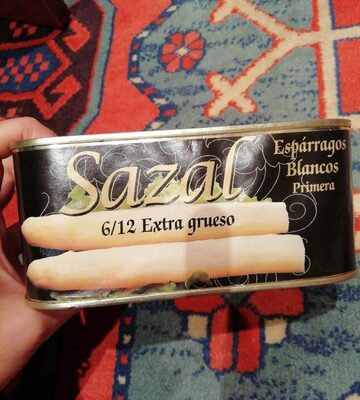 Sazal
6/12 Extra grueso
Espárragos
Blancos
Primera